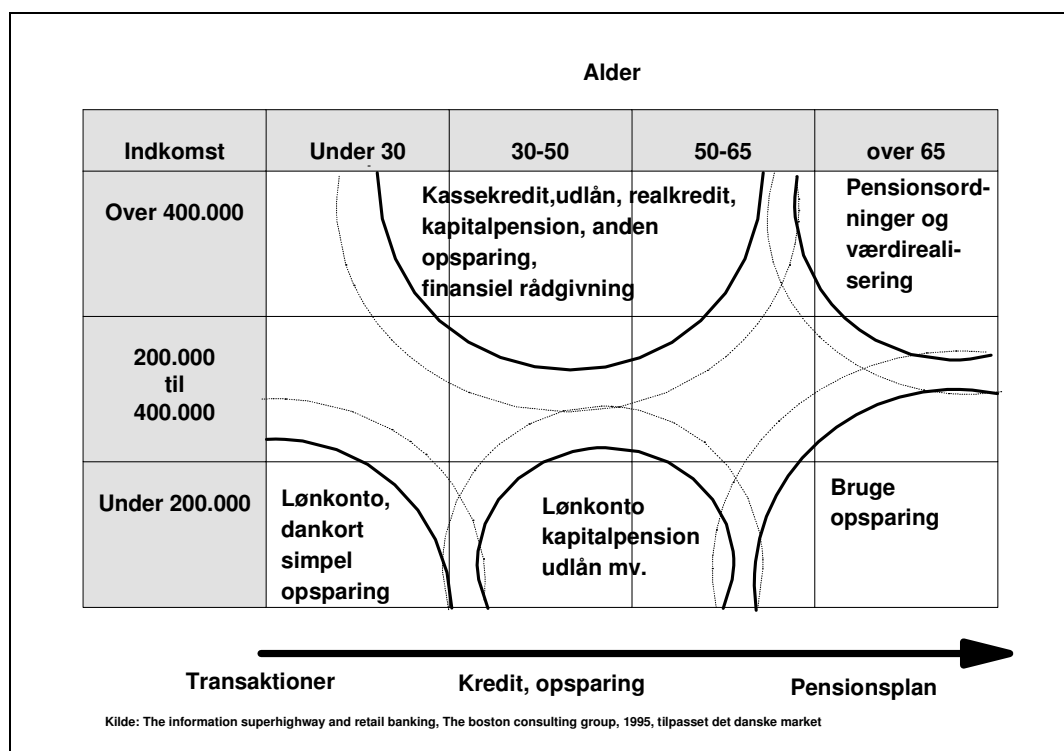 Alder
Indkomst
Under 30
30-50
50-65
over 65
Over 400.000
Kassekredit,udlån, realkredit,
kapitalpension, anden
opsparing,
finansiel rådgivning
Pensionsord-
ninger og
værdireali-
sering
200.000
til
400.000
Under 200.000
Lønkonto,
dankort
simpel
opsparing
Lønkonto
kapitalpension
udlån mv.
Bruge
opsparing
Transaktioner
Kredit, opsparing
Pensionsplan
Kilde: The information superhighway and retail banking, The boston consulting group, 1995, tilpasset det danske market